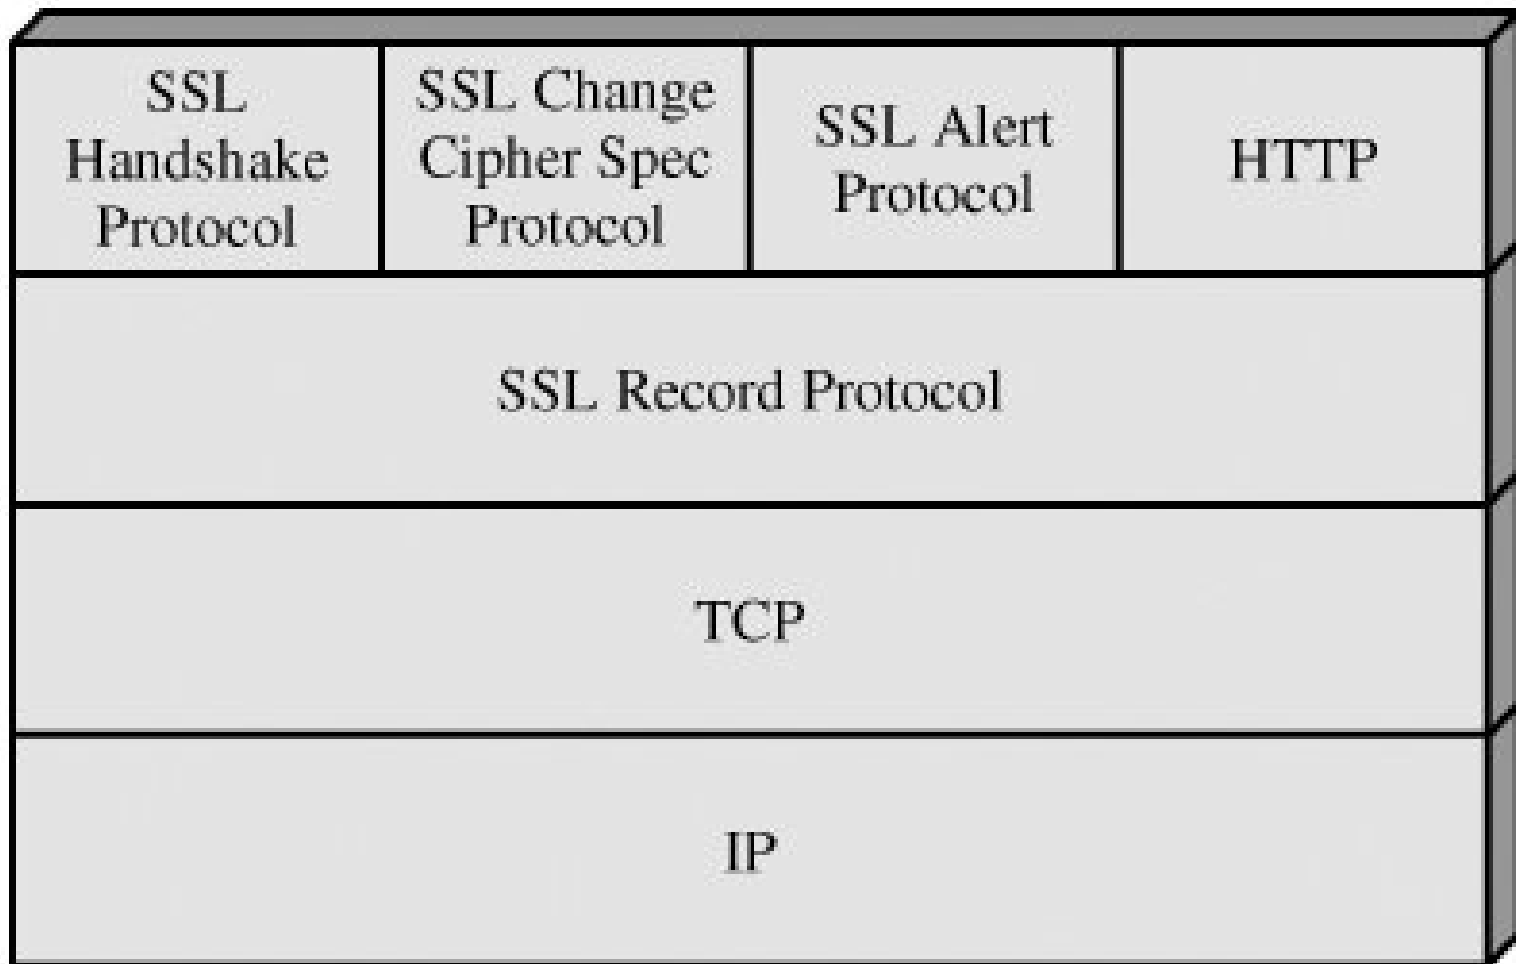 SSL
Handshake
Protocol
SSL Change
Cipher Spec
Protocol
SSL Alert
Protocol
HTTP
SSL Record Protocol
TCP
IP